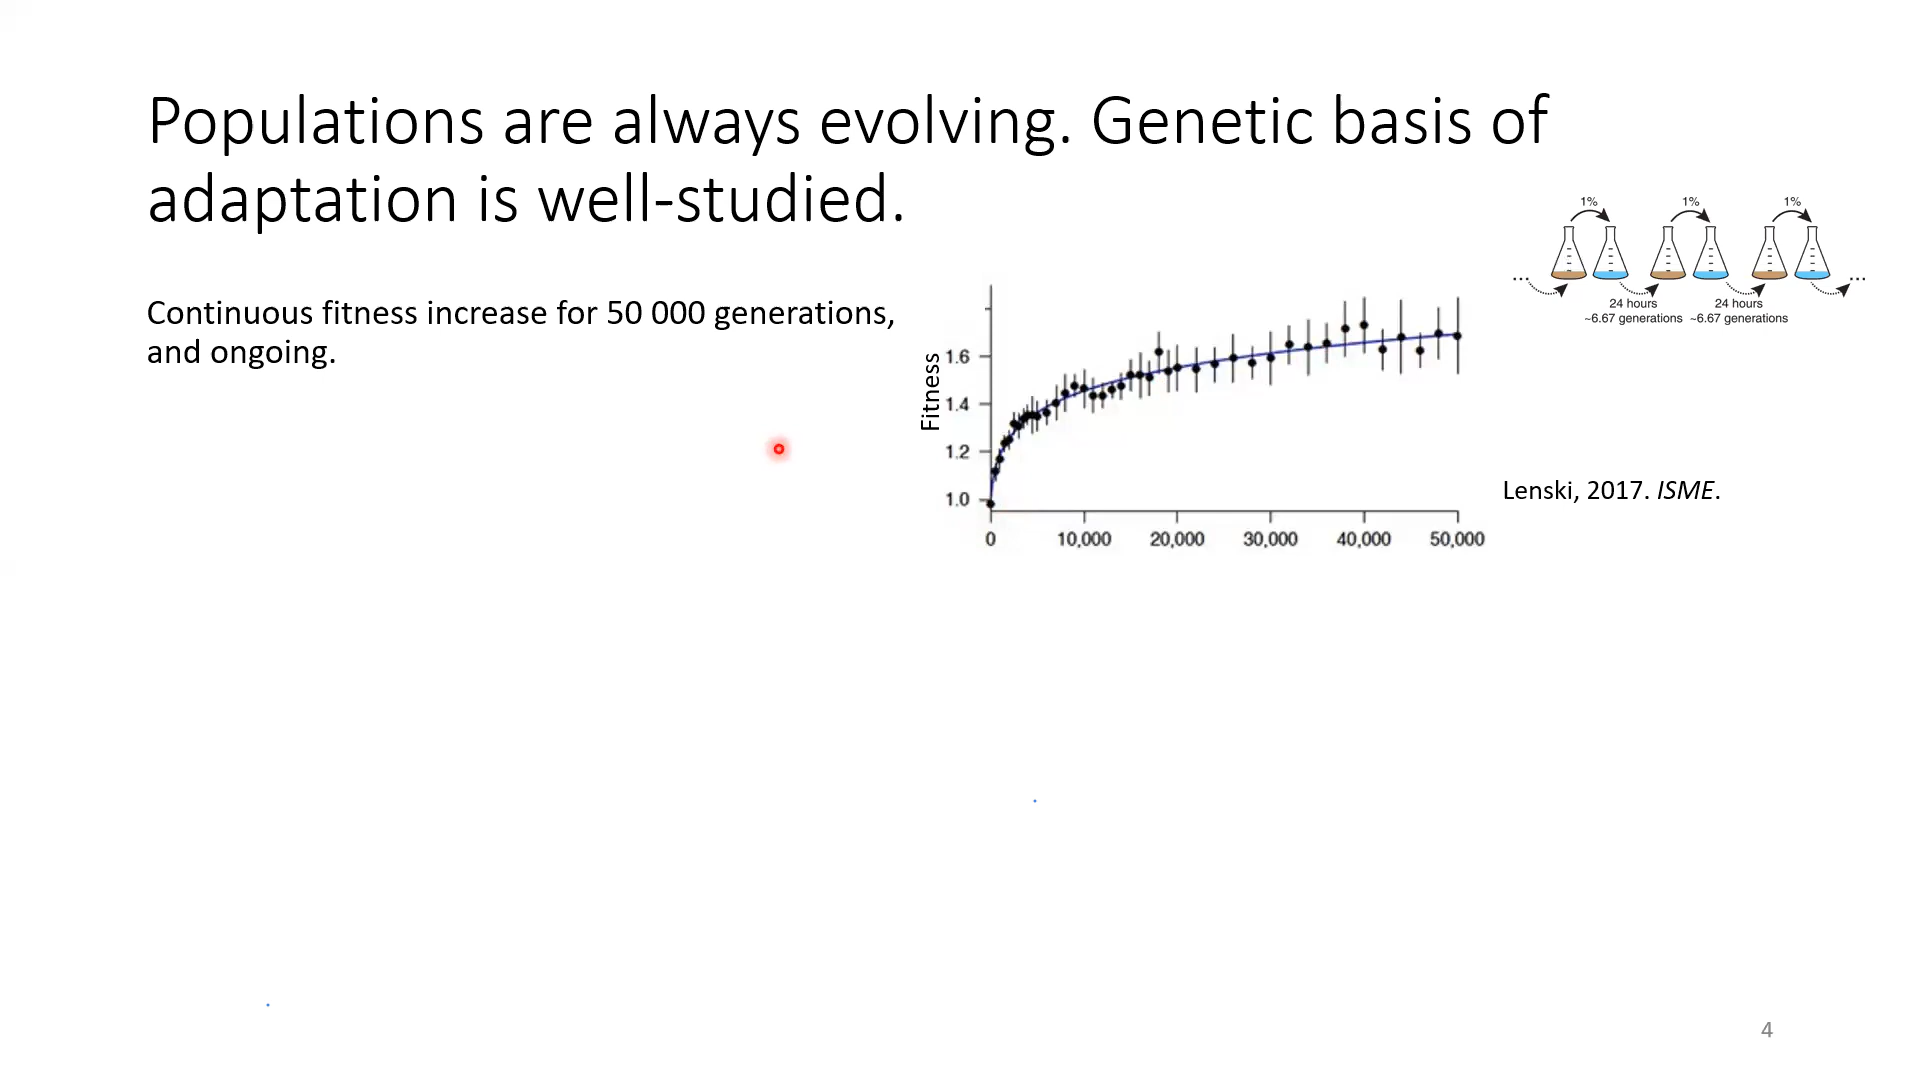 Populations are always evolving. Genetic basis of
adaptation is well-studied.
Continuous fitness increase for 50 000 generations,
and ongoing.
1%
1%
1%
...
...
24 hours
~6.67 generations
24 hours
~6.67 generations
Fitness
1.6
1.4
1.2
1.0
0
10,000
20,000
30,000
40,000
50,000
Lenski, 2017. ISME.
4